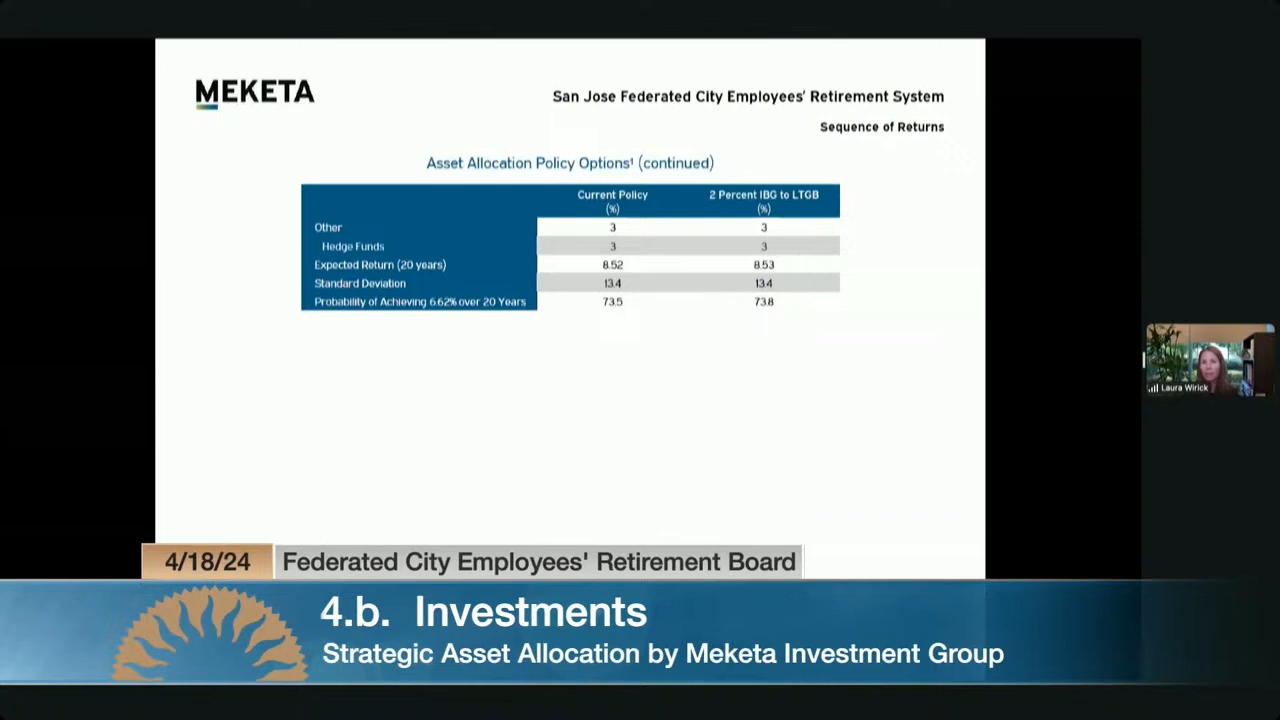 MEKETA
San Jose Federated City Employees' Retirement System
Sequence of Returns
Asset Allocation Policy Options¹ (continued)
Current Policy (%) 2 Percent IBG to LTGB (%)
Other 3 3
Hedge Funds 3 3
Expected Return (20 years) 8.52 8.53
Standard Deviation 13.4 13.4
Probability of Achieving 6.62% over 20 Years 73.5 73.8
Laura Wirick
4/18/24 Federated City Employees' Retirement Board
4.b. Investments
Strategic Asset Allocation by Meketa Investment Group